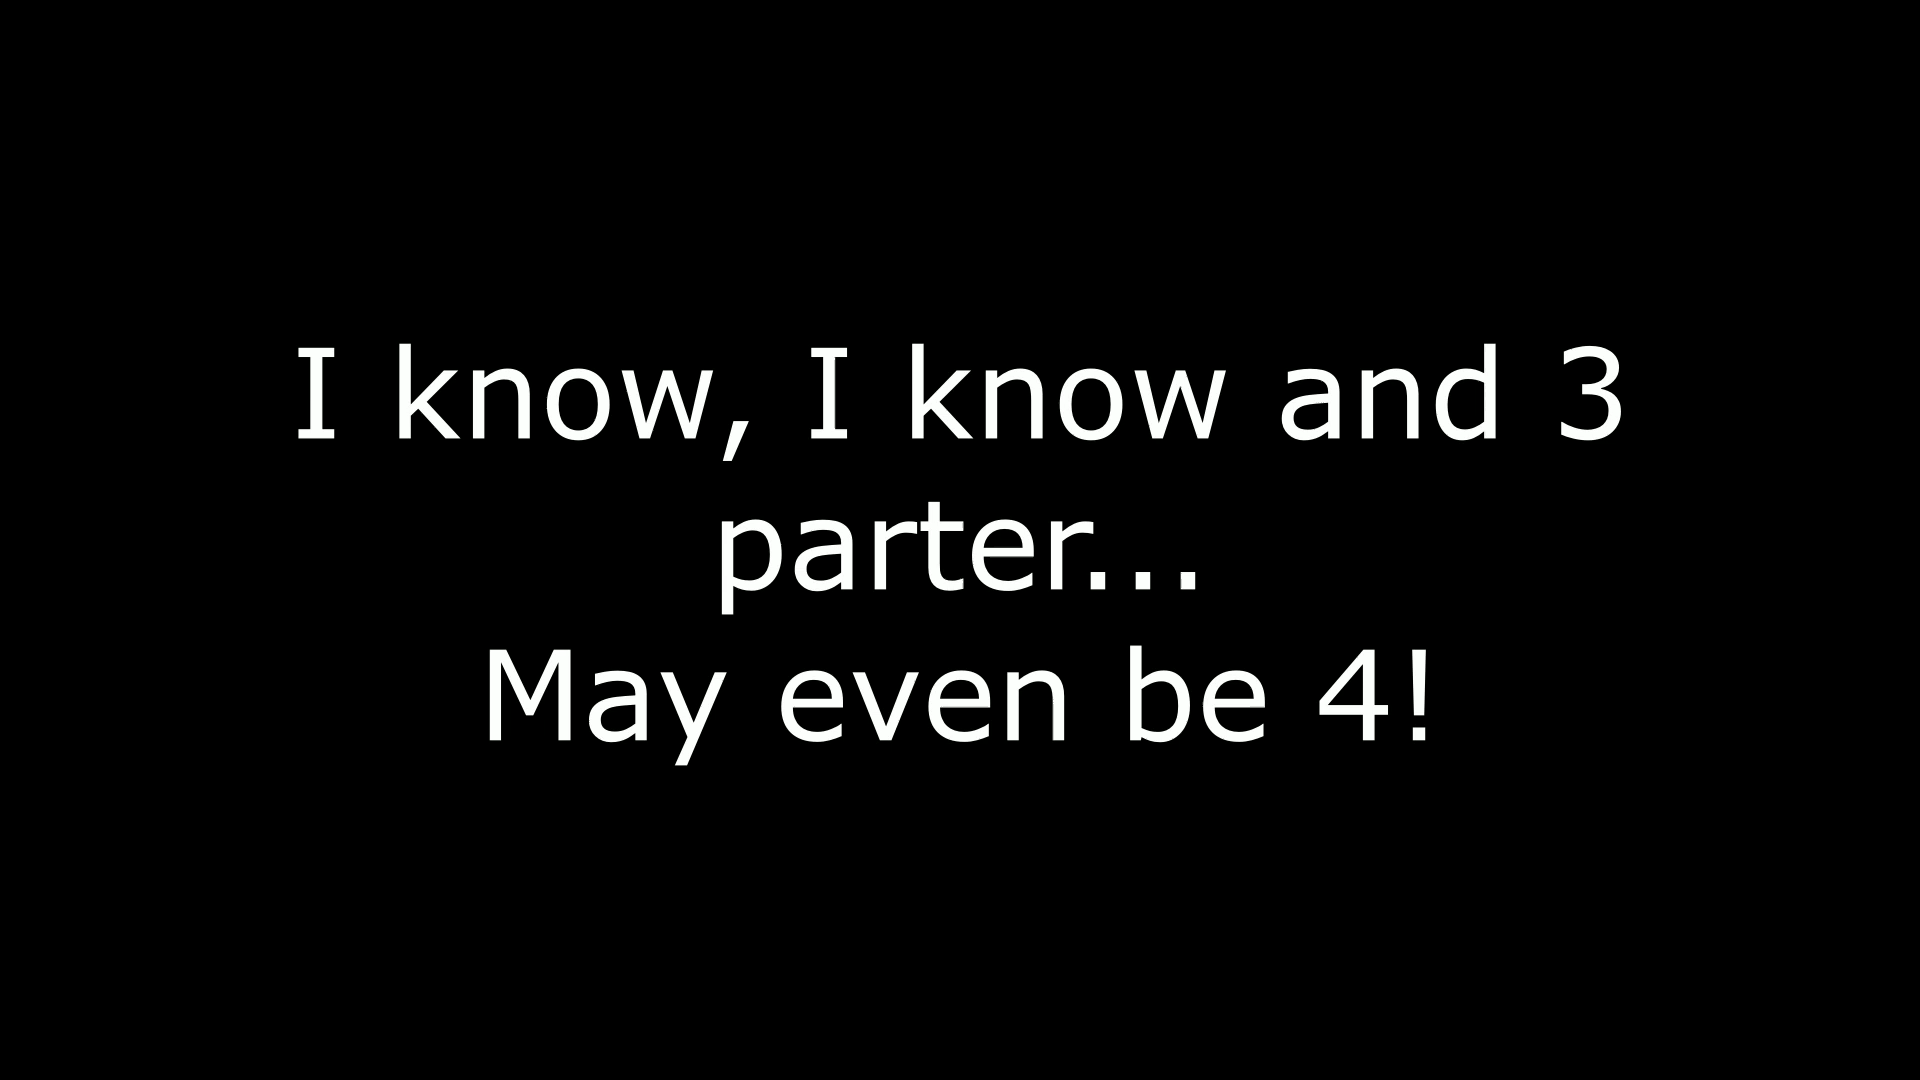 I know, I know and 3
parter...
May even be 4!